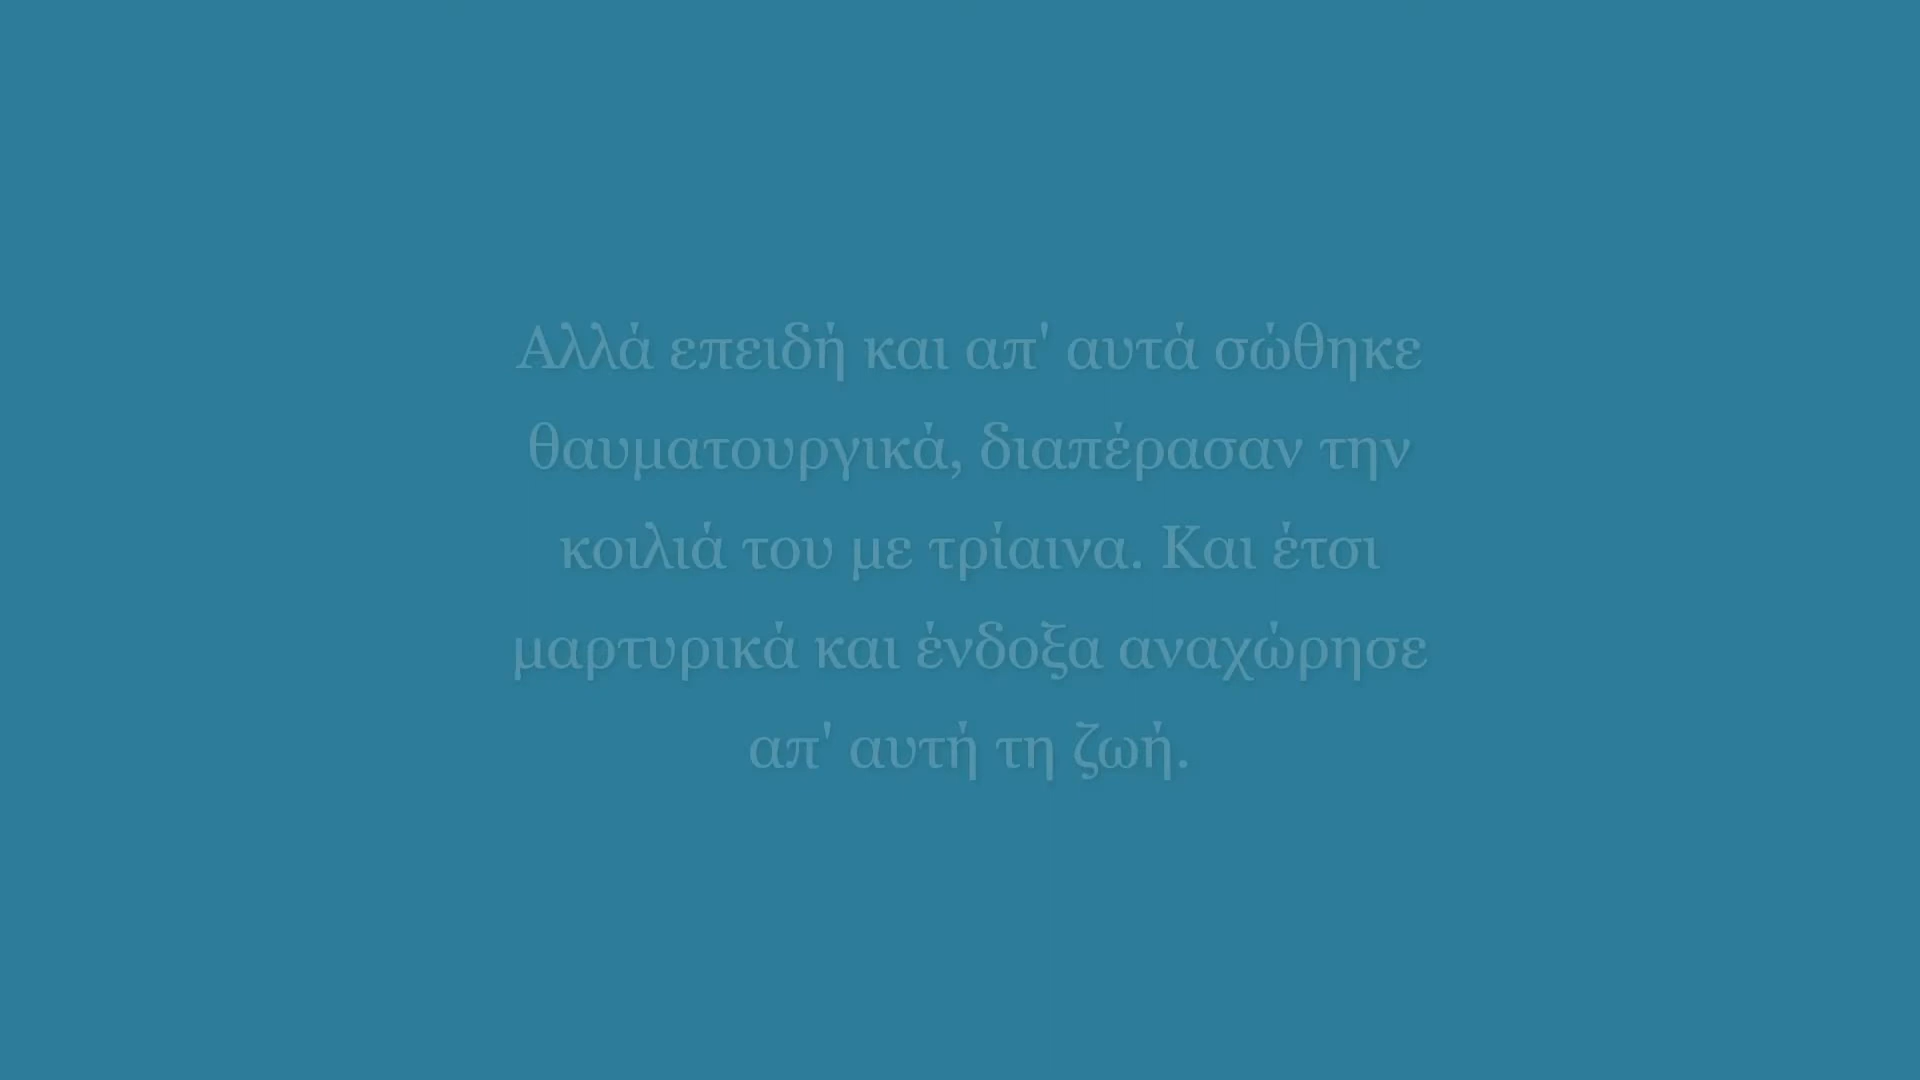 Αλλά επειδή και απ' αυτά σώθηκε
θαυματουργικά, διαπέρασαν την
κοιλιά του με τρίαινα. Και έτσι
μαρτυρικά και ένδοξα αναχώρησε
απ' αυτή τη ζωή.